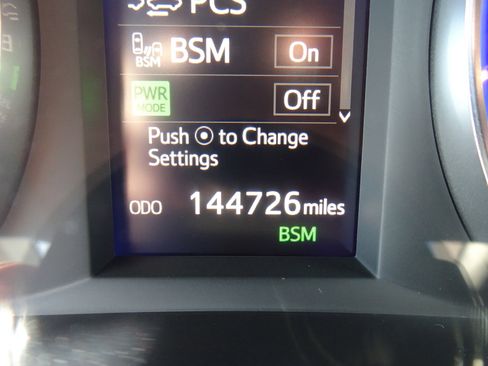 PCS
BSM
BSM On
PWR
MODE Off
Push to Change
Settings
ODO 144726 miles
BSM